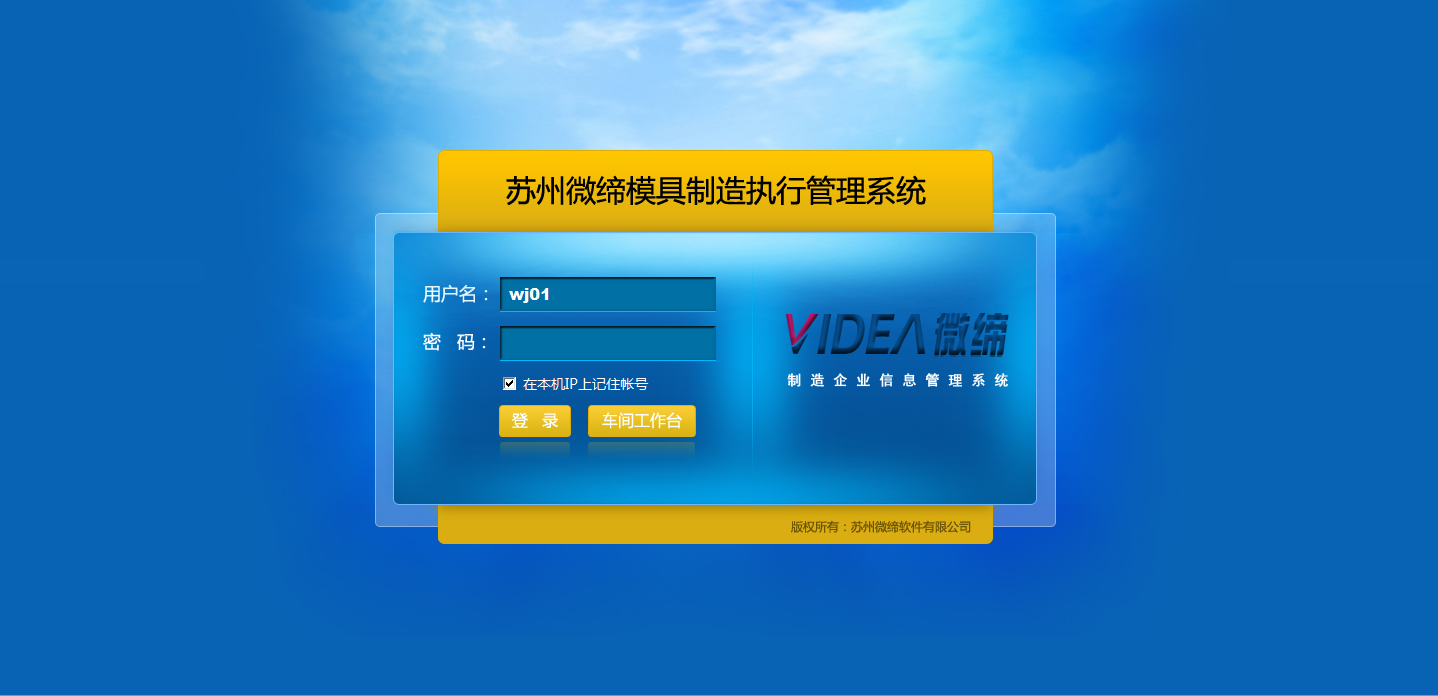 苏州微缔模具制造执行管理系统
用户名： wj01
密 码：
在本机IP上记住帐号
登 录 车间工作台
VIDEA 微缔
制造企业信息管理系统
版权所有：苏州微缔软件有限公司